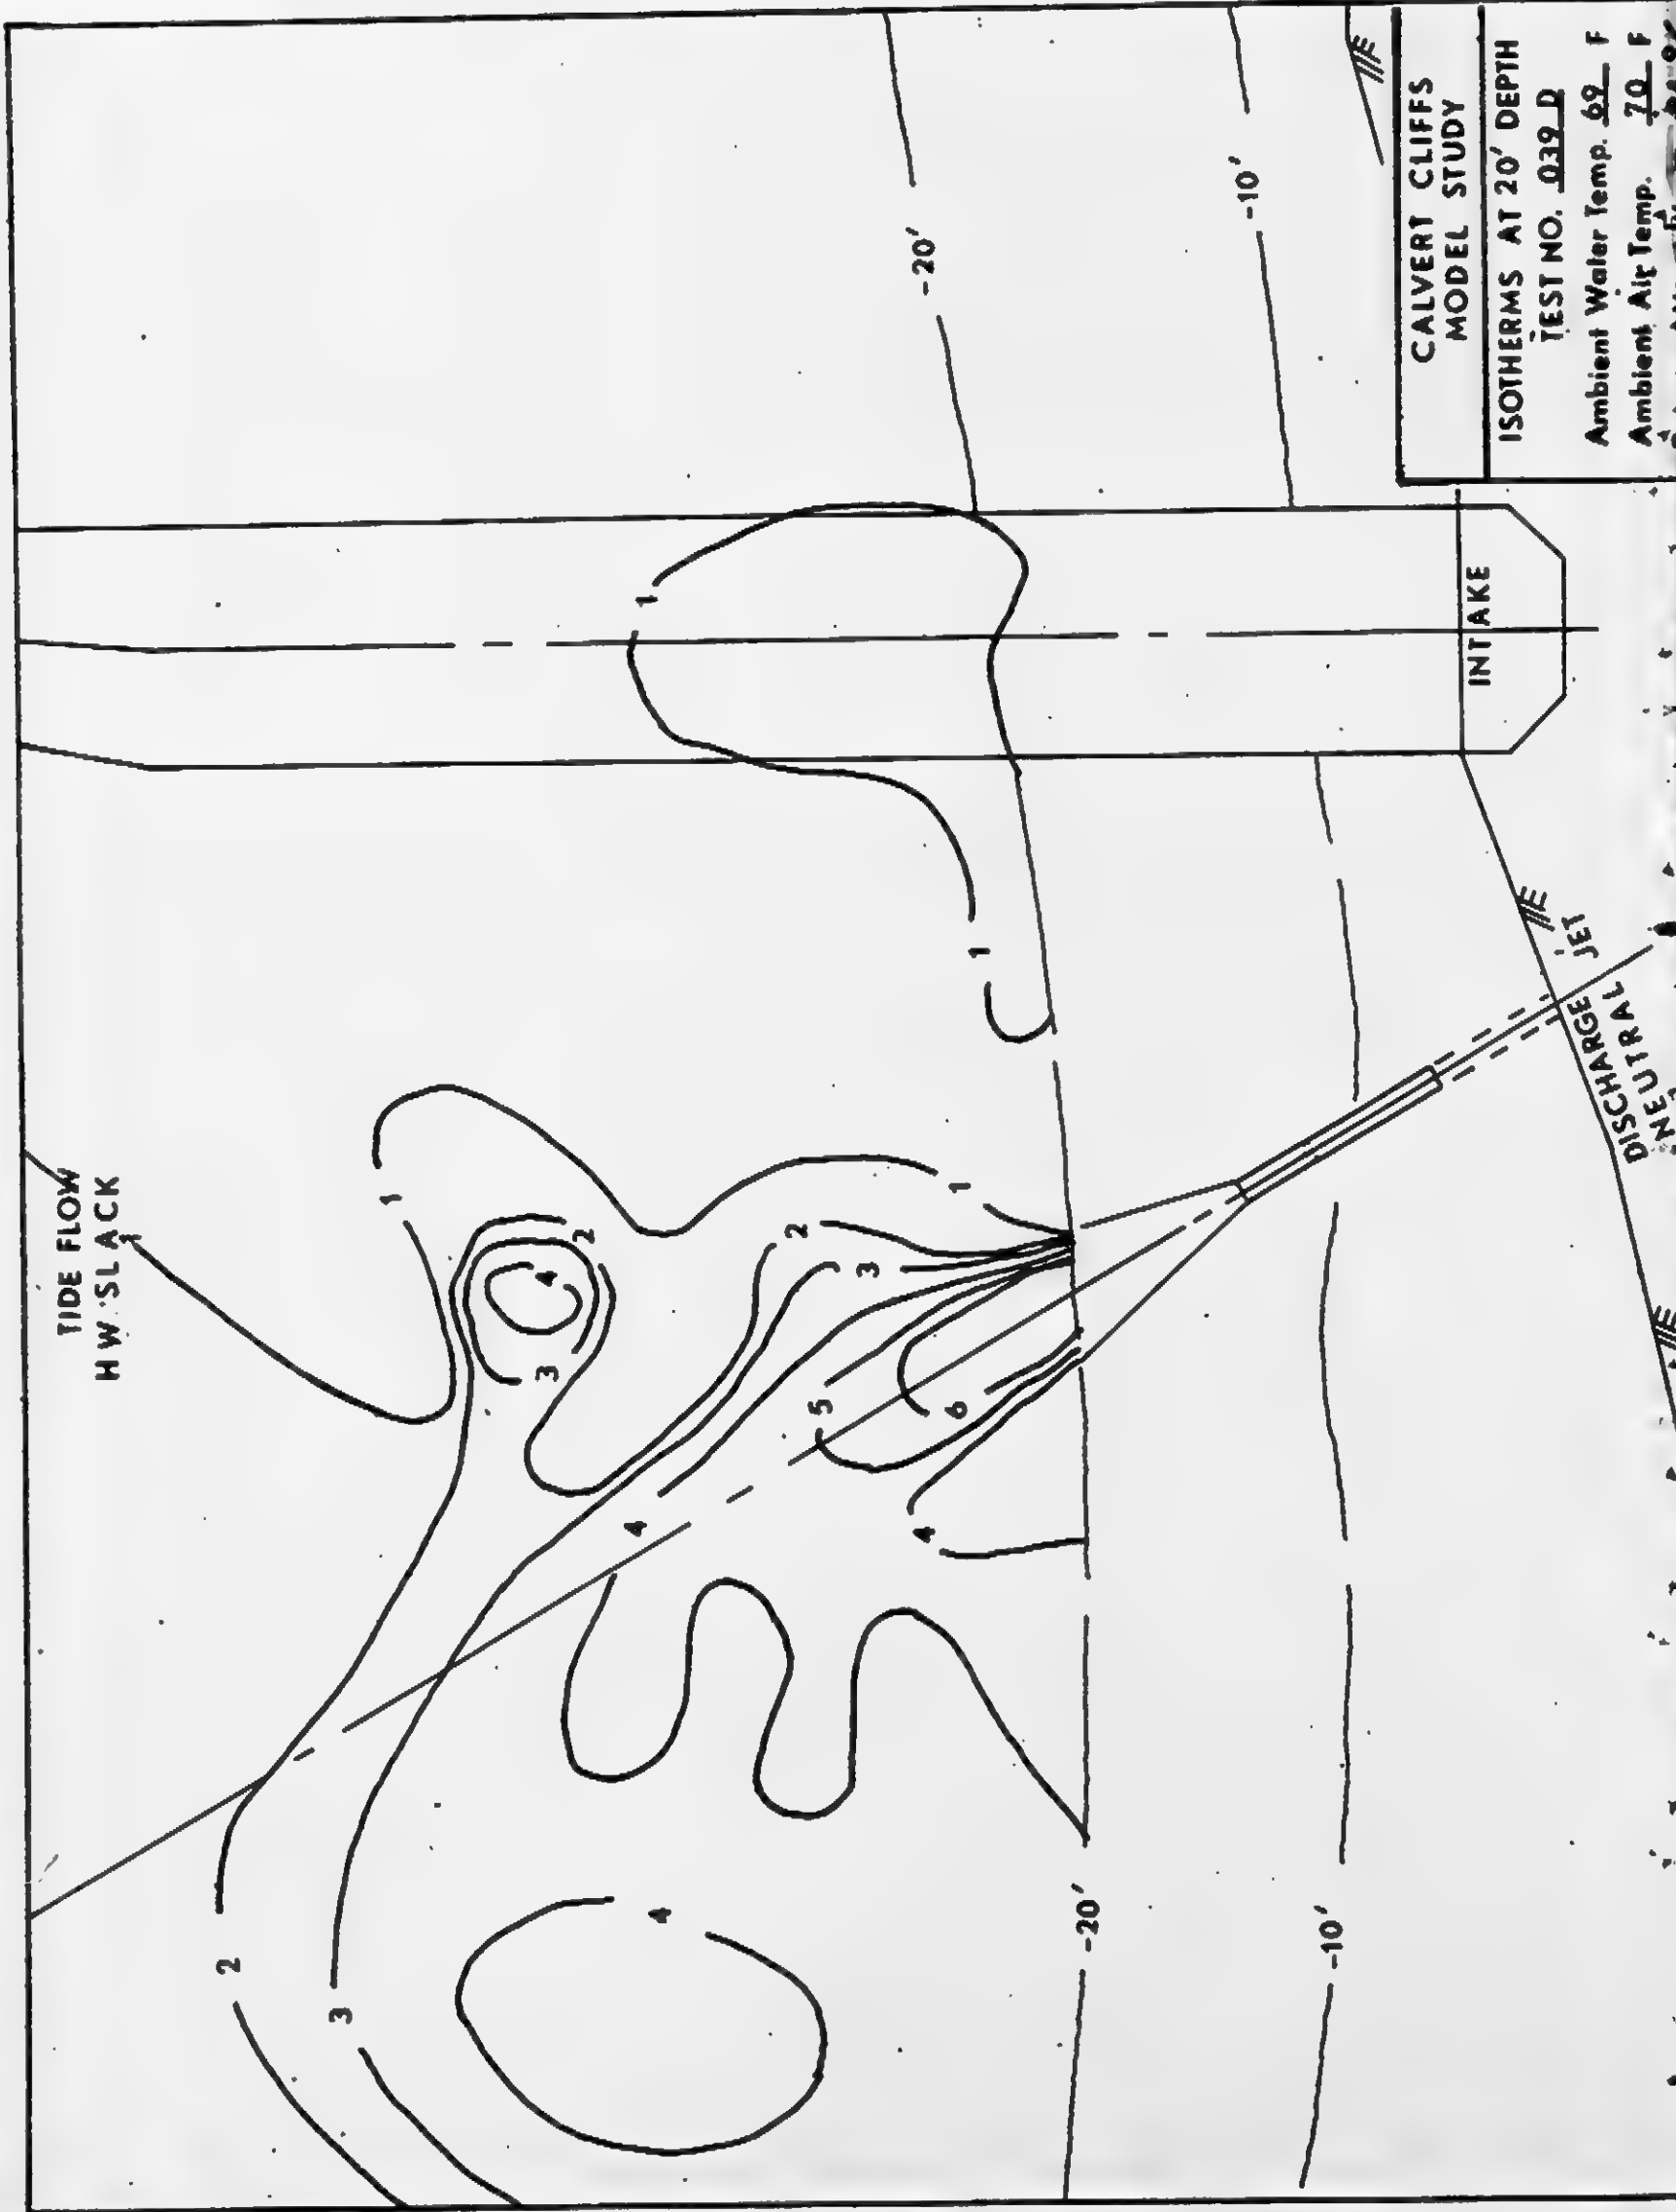 TIDE FLOW
HW SLACK
1
1
1
1
1
2
2
2
3
3
3
4
4
4
4
5
6
-20'
-10'
-20'
-10'
INTAKE
DISCHARGE JET
NEUTRAL
CALVERT CLIFFS
MODEL STUDY
ISOTHERMS AT 20' DEPTH
TEST NO. 039 D
Ambient Water Temp. 69 F
Ambient Air Temp. 70 F